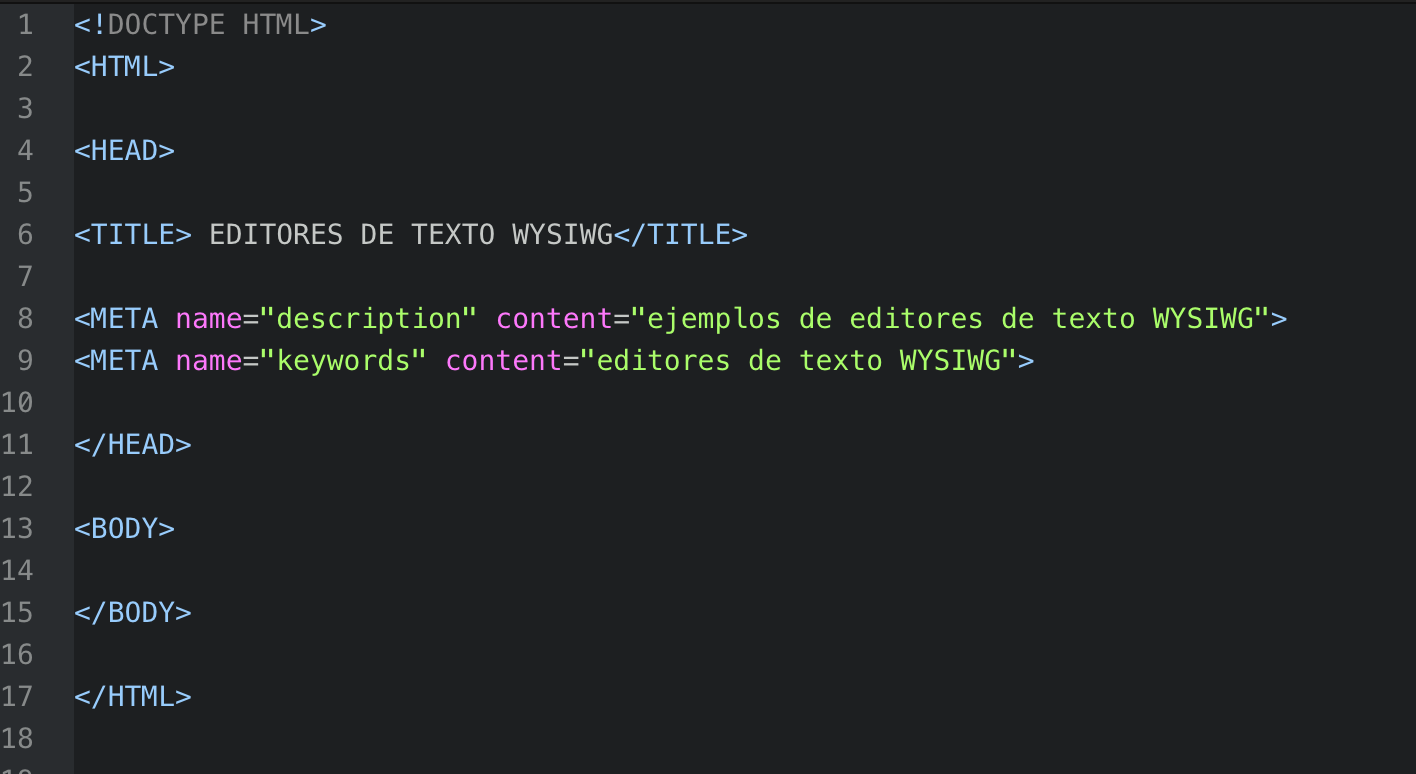 1 <!DOCTYPE HTML>
2 <HTML>
3
4 <HEAD>
5
6 <TITLE> EDITORES DE TEXTO WYSIWG</TITLE>
7
8 <META name="description" content="ejemplos de editores de texto WYSIWG">
9 <META name="keywords" content="editores de texto WYSIWG">
10
11 </HEAD>
12
13 <BODY>
14
15 </BODY>
16
17 </HTML>
18